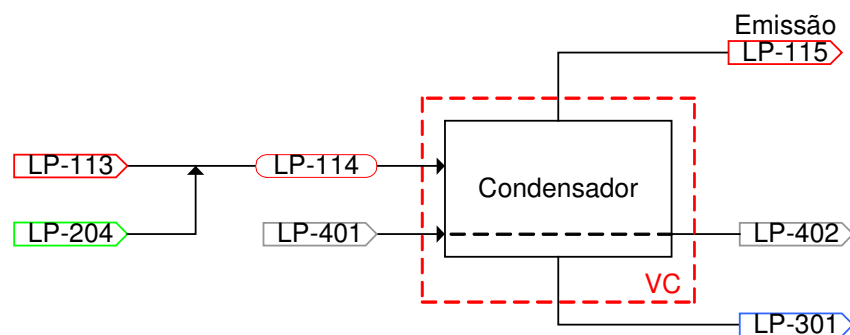 Emissão
LP-115
LP-113
LP-114
Condensador
LP-204
LP-401
LP-402
VC
LP-301